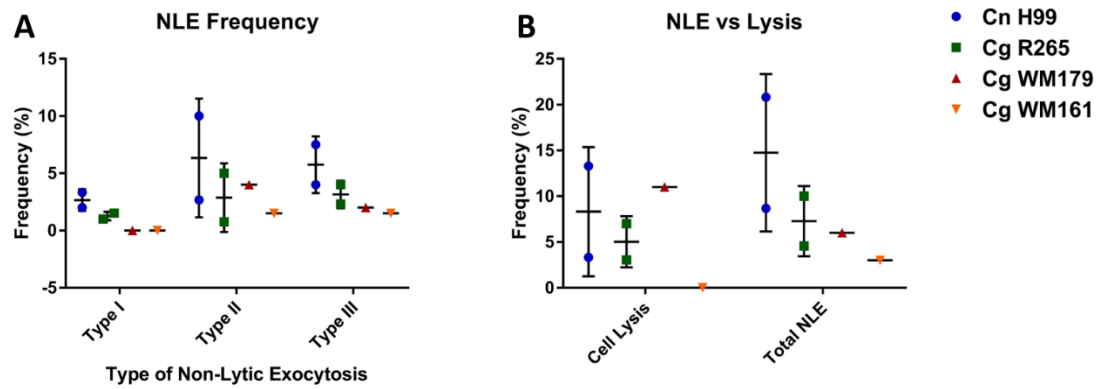 A
NLE Frequency
Frequency (%)
15
10
5
0
-5
Type I
Type II
Type III
Type of Non-Lytic Exocytosis
B
NLE vs Lysis
Frequency (%)
25
20
15
10
5
0
Cell Lysis
Total NLE
Cn H99
Cg R265
Cg WM179
Cg WM161